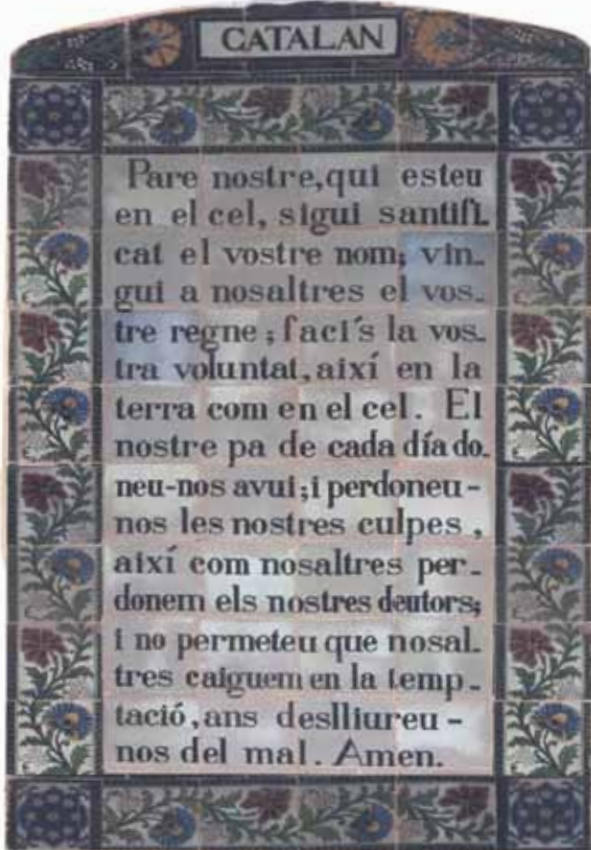 CATALAN
Pare nostre, qui esteu
en el cel, sigui santifi-
cat el vostre nom; vin-
gui a nosaltres el vos-
tre regne; faci's la vos-
tra voluntat, així en la
terra com en el cel. El
nostre pa de cada día do-
neu-nos avui; i perdoneu-
nos les nostres culpes,
així com nosaltres per-
donem els nostres deutors;
i no permeteu que nosal-
tres caiguem en la temp-
tació, ans deslliureu-
nos del mal. Amen.